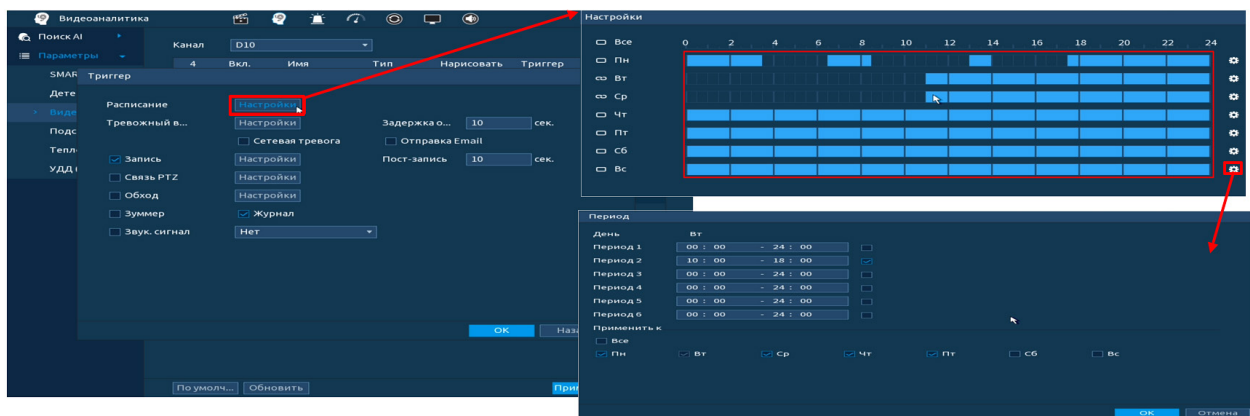 Видеоаналитика
Поиск AI
Параметры
SMAR
Дете
Виде
Подс
Тепл
УДД (
Канал D10
4 Вкл. Имя Тип Нарисовать Триггер
Триггер
Расписание Настройки
Тревожный в... Настройки Задержка о... 10 сек.
Сетевая тревога Отправка Email
Запись Настройки Пост-запись 10 сек.
Связь PTZ Настройки
Обход Настройки
Зуммер Журнал
Звук. сигнал Нет
OK Наза
По умолч... Обновить При
Настройки
Все 0 2 4 6 8 10 12 14 16 18 20 22 24
Пн
Вт
Ср
Чт
Пт
Сб
Вс
Период
День Вт
Период 1 00 : 00 - 24 : 00
Период 2 10 : 00 - 18 : 00
Период 3 00 : 00 - 24 : 00
Период 4 00 : 00 - 24 : 00
Период 5 00 : 00 - 24 : 00
Период 6 00 : 00 - 24 : 00
Применить к
Все
Пн Вт Ср Чт Пт Сб Вс
OK Отмена